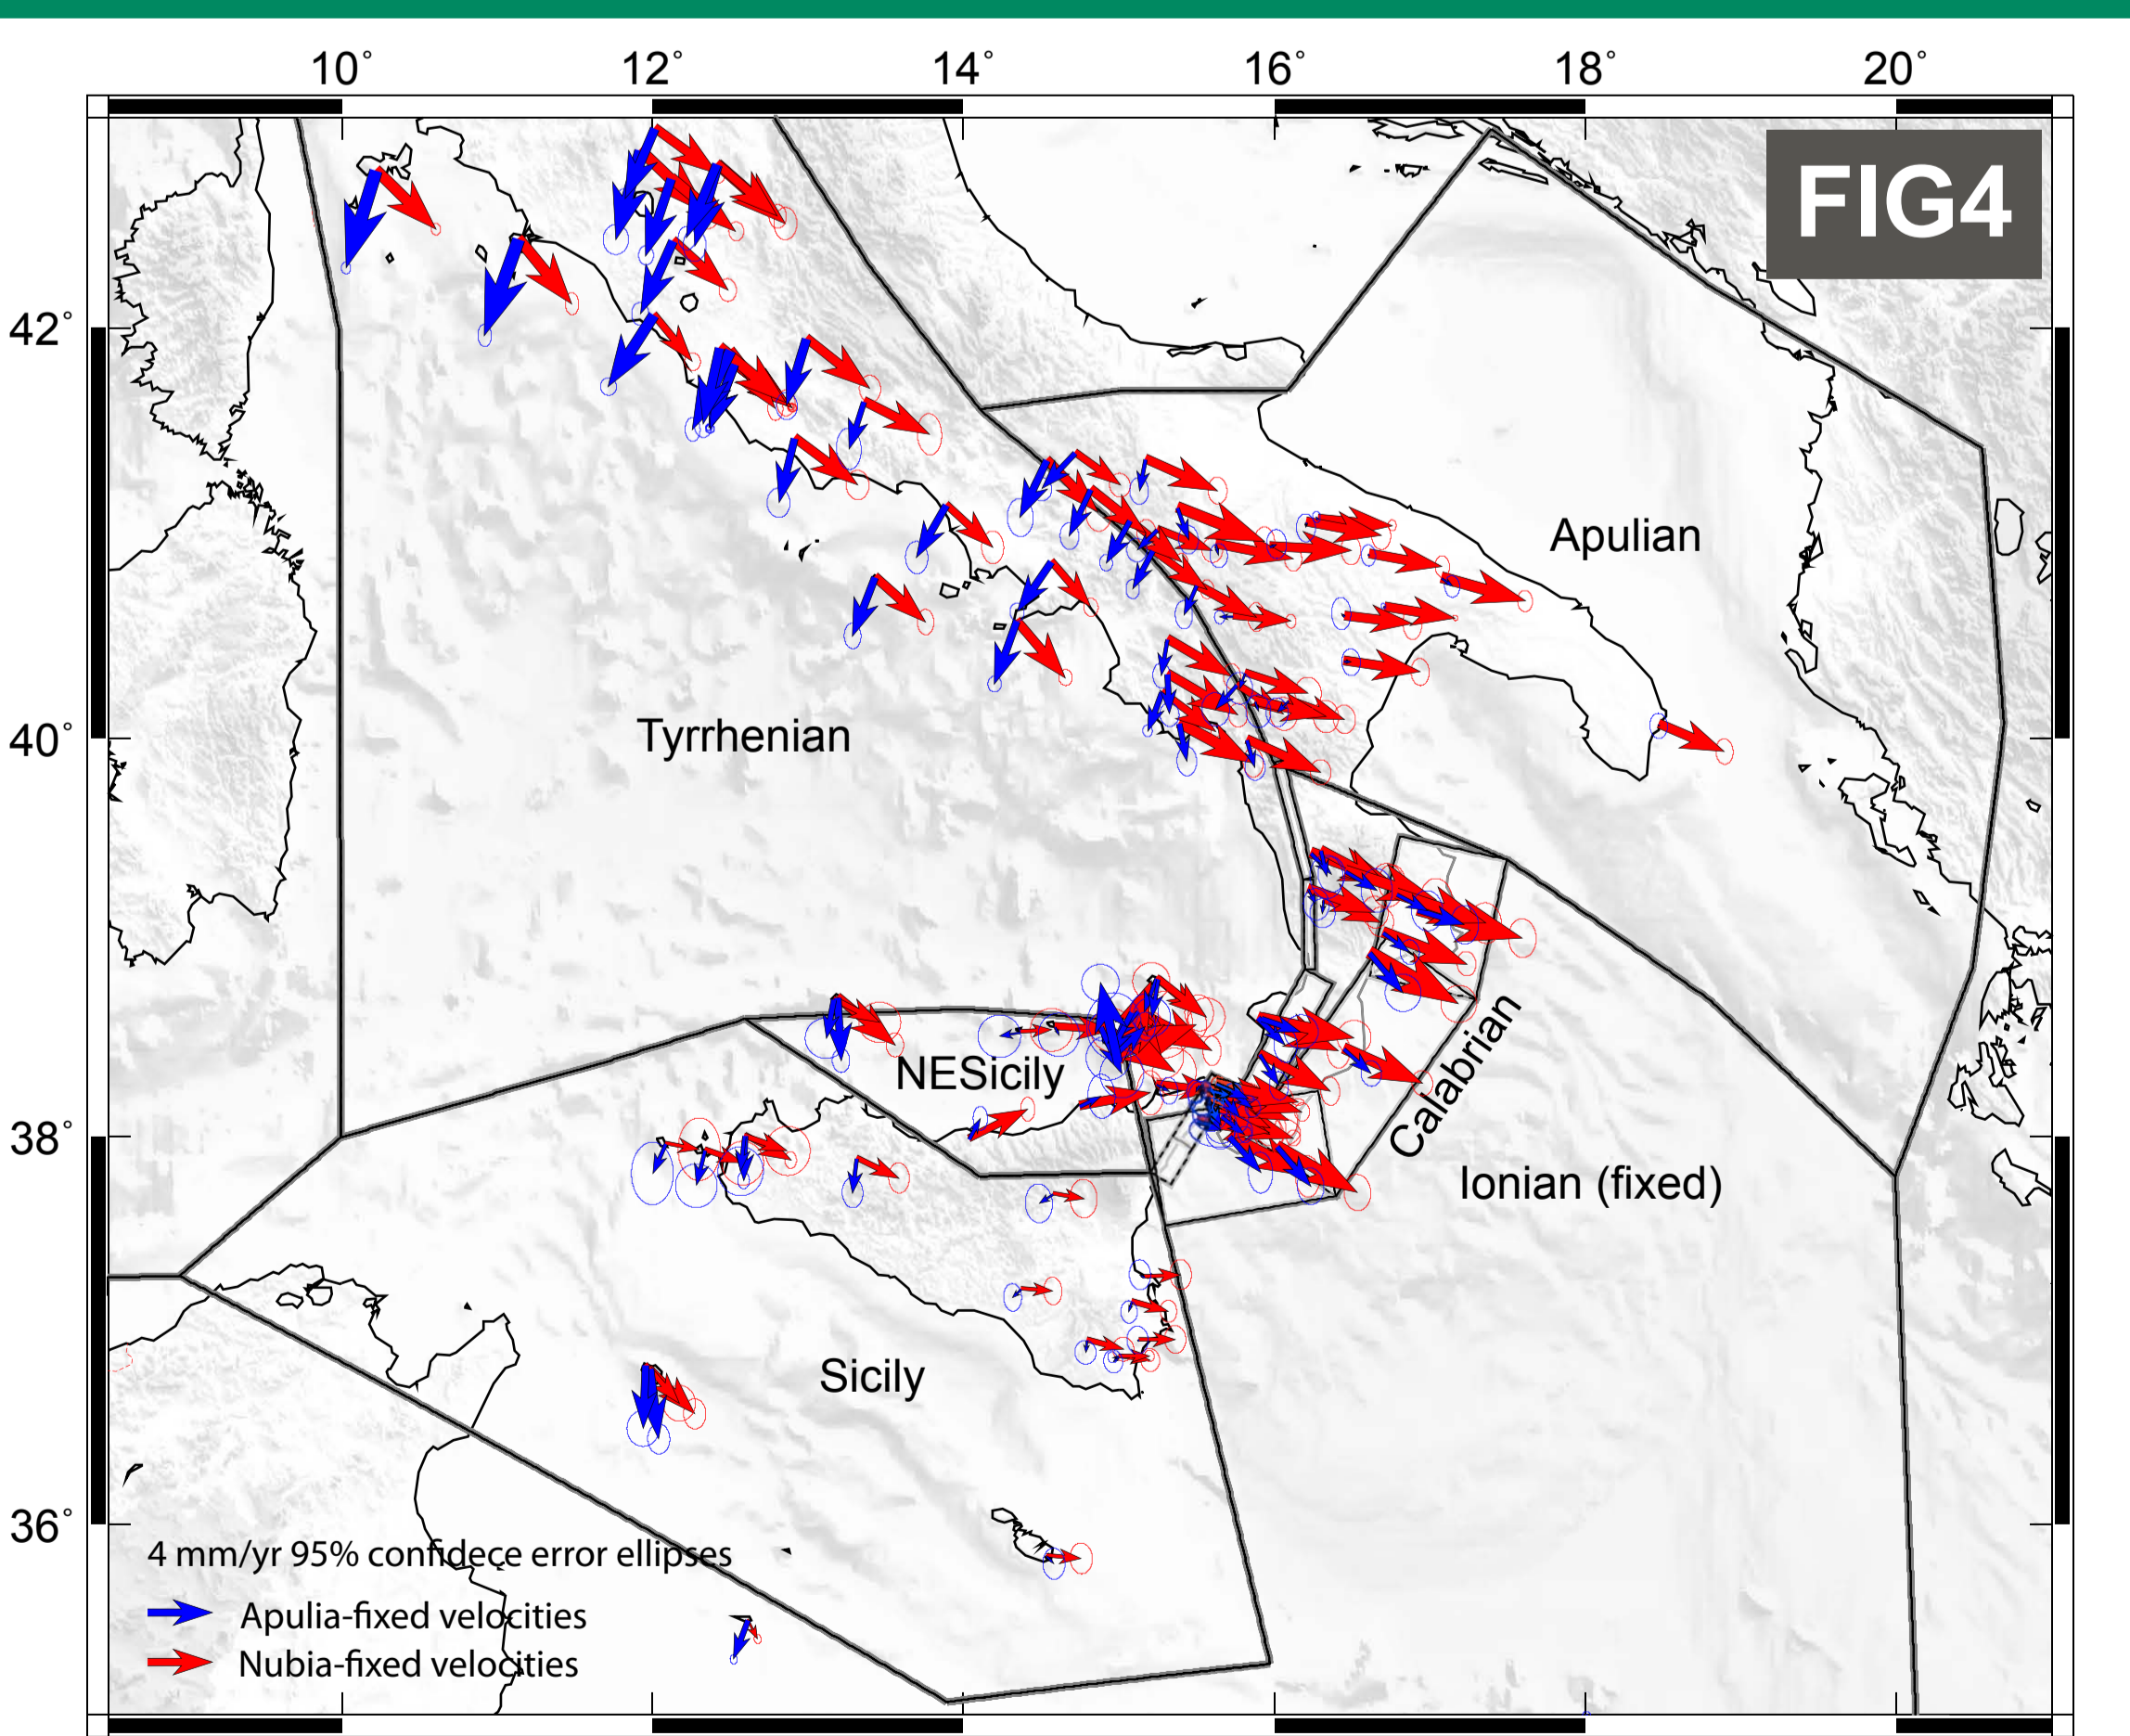 10° 12° 14° 16° 18° 20°
FIG4
42°
Apulian
40°
Tyrrhenian
NESicily
38°
Calabrian
Ionian (fixed)
Sicily
36°
4 mm/yr 95% confidece error ellipses
Apulia-fixed velocities
Nubia-fixed velocities